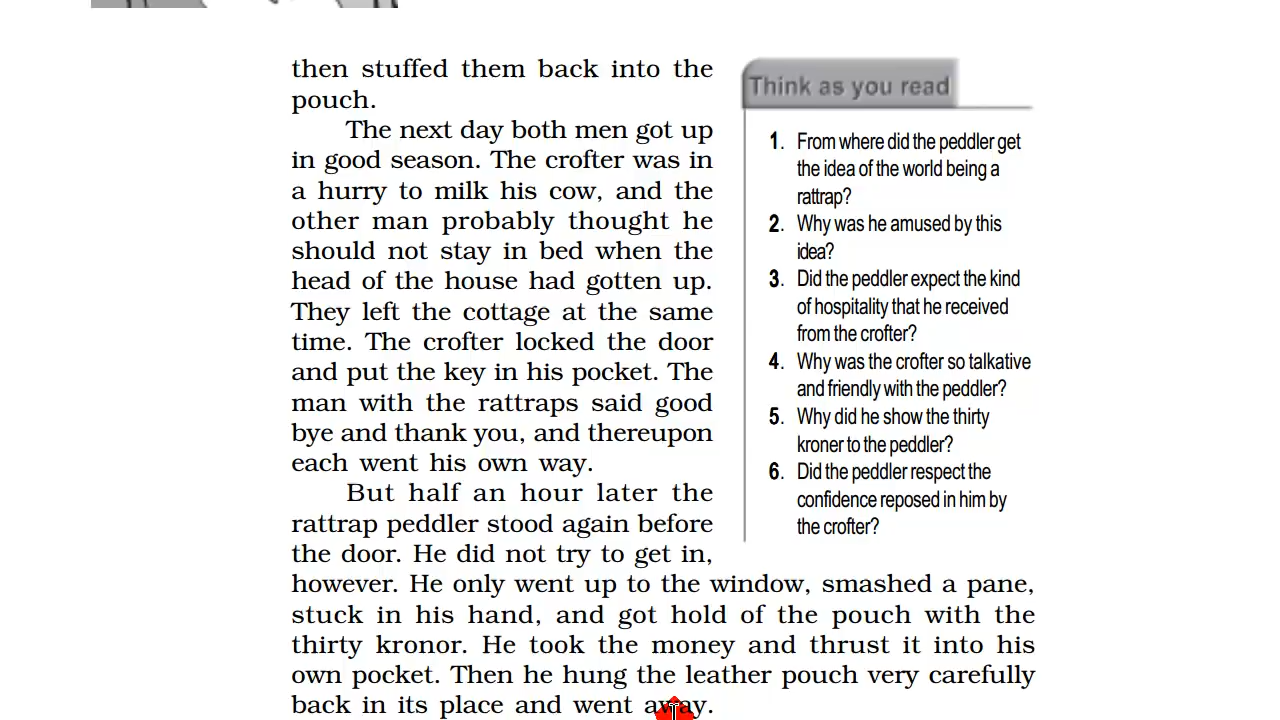 then stuffed them back into the
pouch.
The next day both men got up
in good season. The crofter was in
a hurry to milk his cow, and the
other man probably thought he
should not stay in bed when the
head of the house had gotten up.
They left the cottage at the same
time. The crofter locked the door
and put the key in his pocket. The
man with the rattraps said good
bye and thank you, and thereupon
each went his own way.
But half an hour later the
rattrap peddler stood again before
the door. He did not try to get in,
however. He only went up to the window, smashed a pane,
stuck in his hand, and got hold of the pouch with the
thirty kronor. He took the money and thrust it into his
own pocket. Then he hung the leather pouch very carefully
back in its place and went away.
Think as you read
1. From where did the peddler get
the idea of the world being a
rattrap?
2. Why was he amused by this
idea?
3. Did the peddler expect the kind
of hospitality that he received
from the crofter?
4. Why was the crofter so talkative
and friendly with the peddler?
5. Why did he show the thirty
kroner to the peddler?
6. Did the peddler respect the
confidence reposed in him by
the crofter?